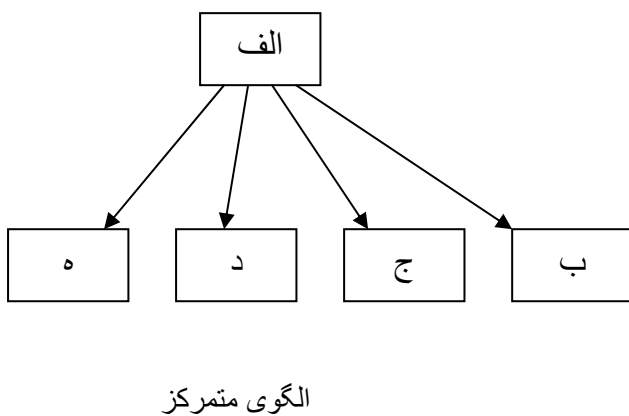 الف
ب
ج
د
ه
الگوی متمرکز